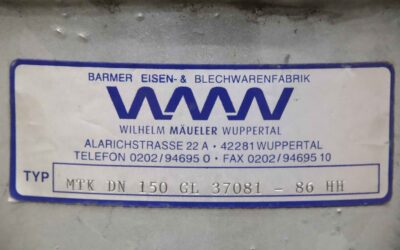 BARMER EISEN- & BLECHWARENFABRIK
WMW
WILHELM MÄUELER WUPPERTAL
ALARICHSTRASSE 22 A • 42281 WUPPERTAL
TELEFON 0202/94695 0 • FAX 0202/94695 10
TYP MTK DN 150 GL 37081 - 86 HH